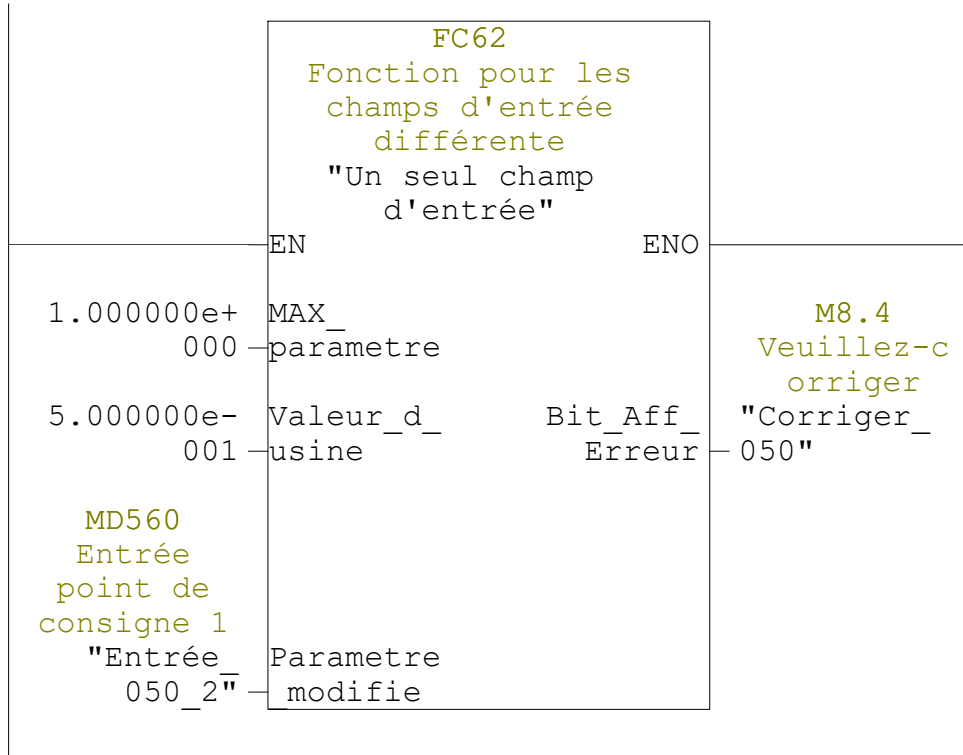 FC62
Fonction pour les
champs d'entrée
différente
"Un seul champ
d'entrée"
EN ENO
1.000000e+ MAX_ M8.4
000 parametre Veuillez-c
orriger
5.000000e- Valeur_d_ Bit_Aff_ "Corriger_
001 usine Erreur 050"
MD560
Entrée
point de
consigne 1
"Entrée_ Parametre
050_2" _modifie